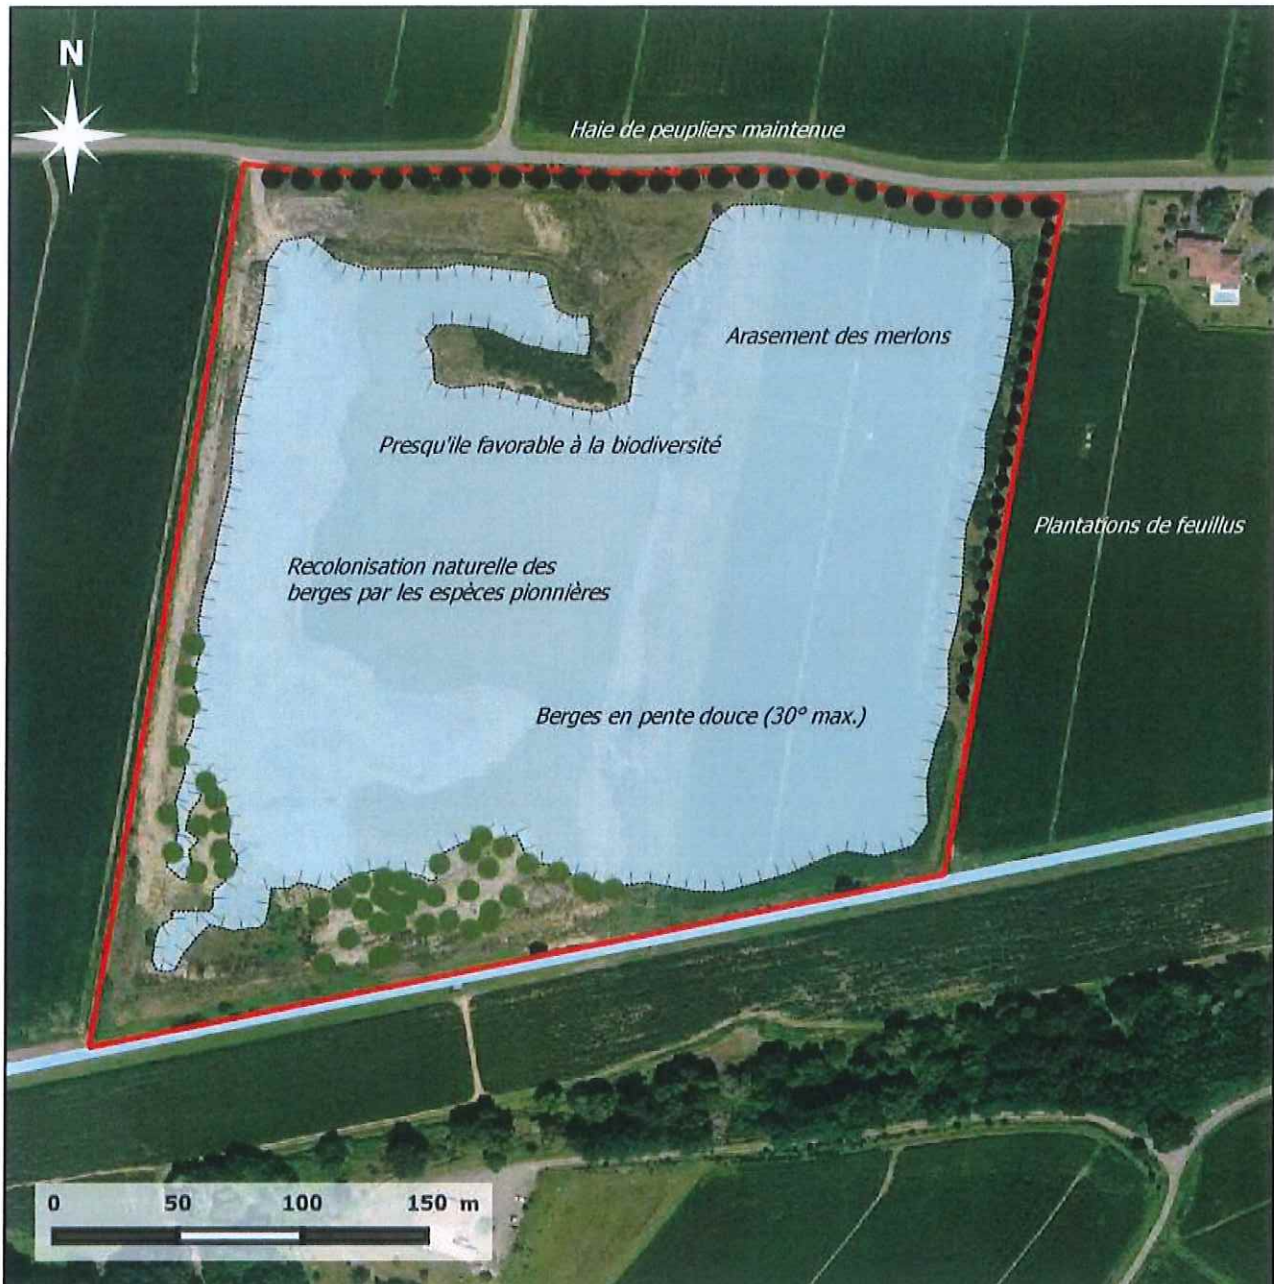 N
Haie de peupliers maintenue
Arasement des merlons
Presqu'ile favorable à la biodiversité
Plantations de feuillus
Recolonisation naturelle des
berges par les espèces pionnières
Berges en pente douce (30° max.)
0 50 100 150 m